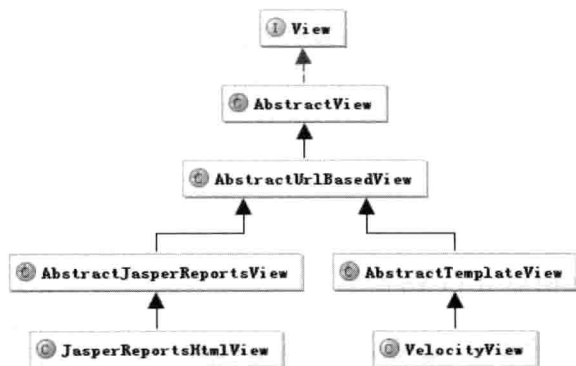 I View
C AbstractView
C AbstractUrlBasedView
C AbstractJasperReportsView
C AbstractTemplateView
C JasperReportsHtmlView
C VelocityView